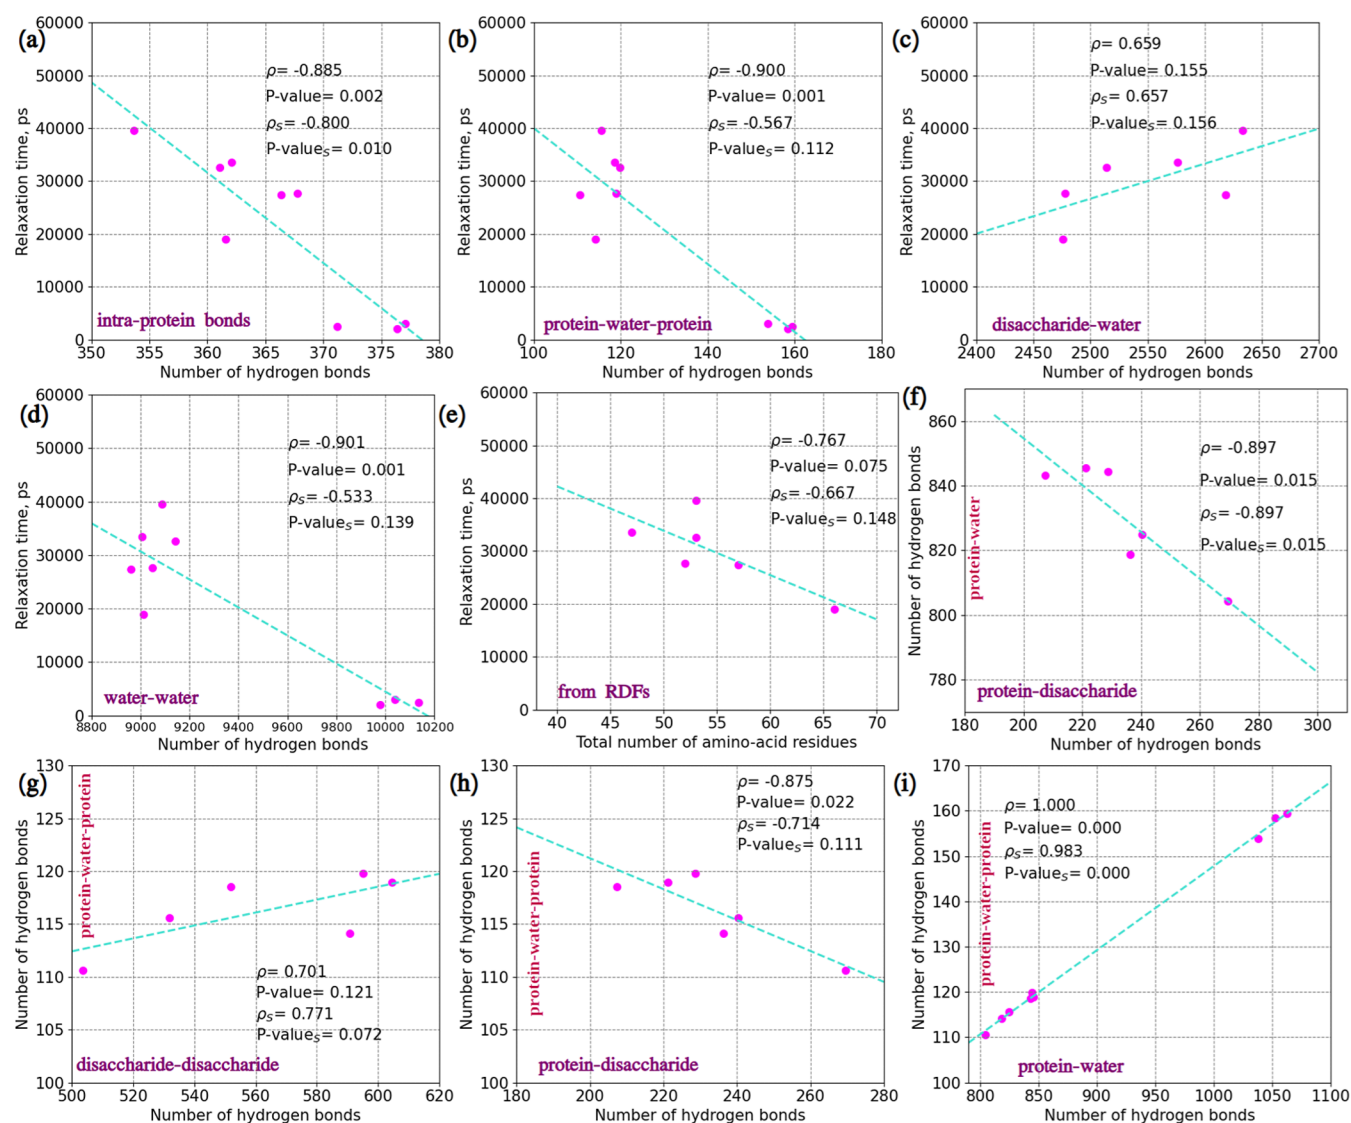 (a)
60000
50000
40000
30000
20000
10000
0
Relaxation time, ps
ρ= -0.885
P-value= 0.002
ρS= -0.800
P-valueS= 0.010
intra-protein bonds
350 355 360 365 370 375 380
Number of hydrogen bonds
(b)
60000
50000
40000
30000
20000
10000
0
Relaxation time, ps
ρ= -0.900
P-value= 0.001
ρS= -0.567
P-valueS= 0.112
protein-water-protein
100 120 140 160 180
Number of hydrogen bonds
(c)
60000
50000
40000
30000
20000
10000
0
Relaxation time, ps
ρ= 0.659
P-value= 0.155
ρS= 0.657
P-valueS= 0.156
disaccharide-water
2400 2450 2500 2550 2600 2650 2700
Number of hydrogen bonds
(d)
60000
50000
40000
30000
20000
10000
0
Relaxation time, ps
ρ= -0.901
P-value= 0.001
ρS= -0.533
P-valueS= 0.139
water-water
8800 9000 9200 9400 9600 9800 10000 10200
Number of hydrogen bonds
(e)
60000
50000
40000
30000
20000
10000
0
Relaxation time, ps
ρ= -0.767
P-value= 0.075
ρS= -0.667
P-valueS= 0.148
from RDFs
40 45 50 55 60 65 70
Total number of amino-acid residues
(f)
860
840
820
800
780
Number of hydrogen bonds
protein-water
ρ= -0.897
P-value= 0.015
ρS= -0.897
P-valueS= 0.015
protein-disaccharide
180 200 220 240 260 280 300
Number of hydrogen bonds
(g)
130
125
120
115
110
105
100
Number of hydrogen bonds
protein-water-protein
ρ= 0.701
P-value= 0.121
ρS= 0.771
P-valueS= 0.072
disaccharide-disaccharide
500 520 540 560 580 600 620
Number of hydrogen bonds
(h)
130
125
120
115
110
105
100
Number of hydrogen bonds
protein-water-protein
ρ= -0.875
P-value= 0.022
ρS= -0.714
P-valueS= 0.111
protein-disaccharide
180 200 220 240 260 280
Number of hydrogen bonds
(i)
170
160
150
140
130
120
110
100
Number of hydrogen bonds
protein-water-protein
ρ= 1.000
P-value= 0.000
ρS= 0.983
P-valueS= 0.000
protein-water
800 850 900 950 1000 1050 1100
Number of hydrogen bonds